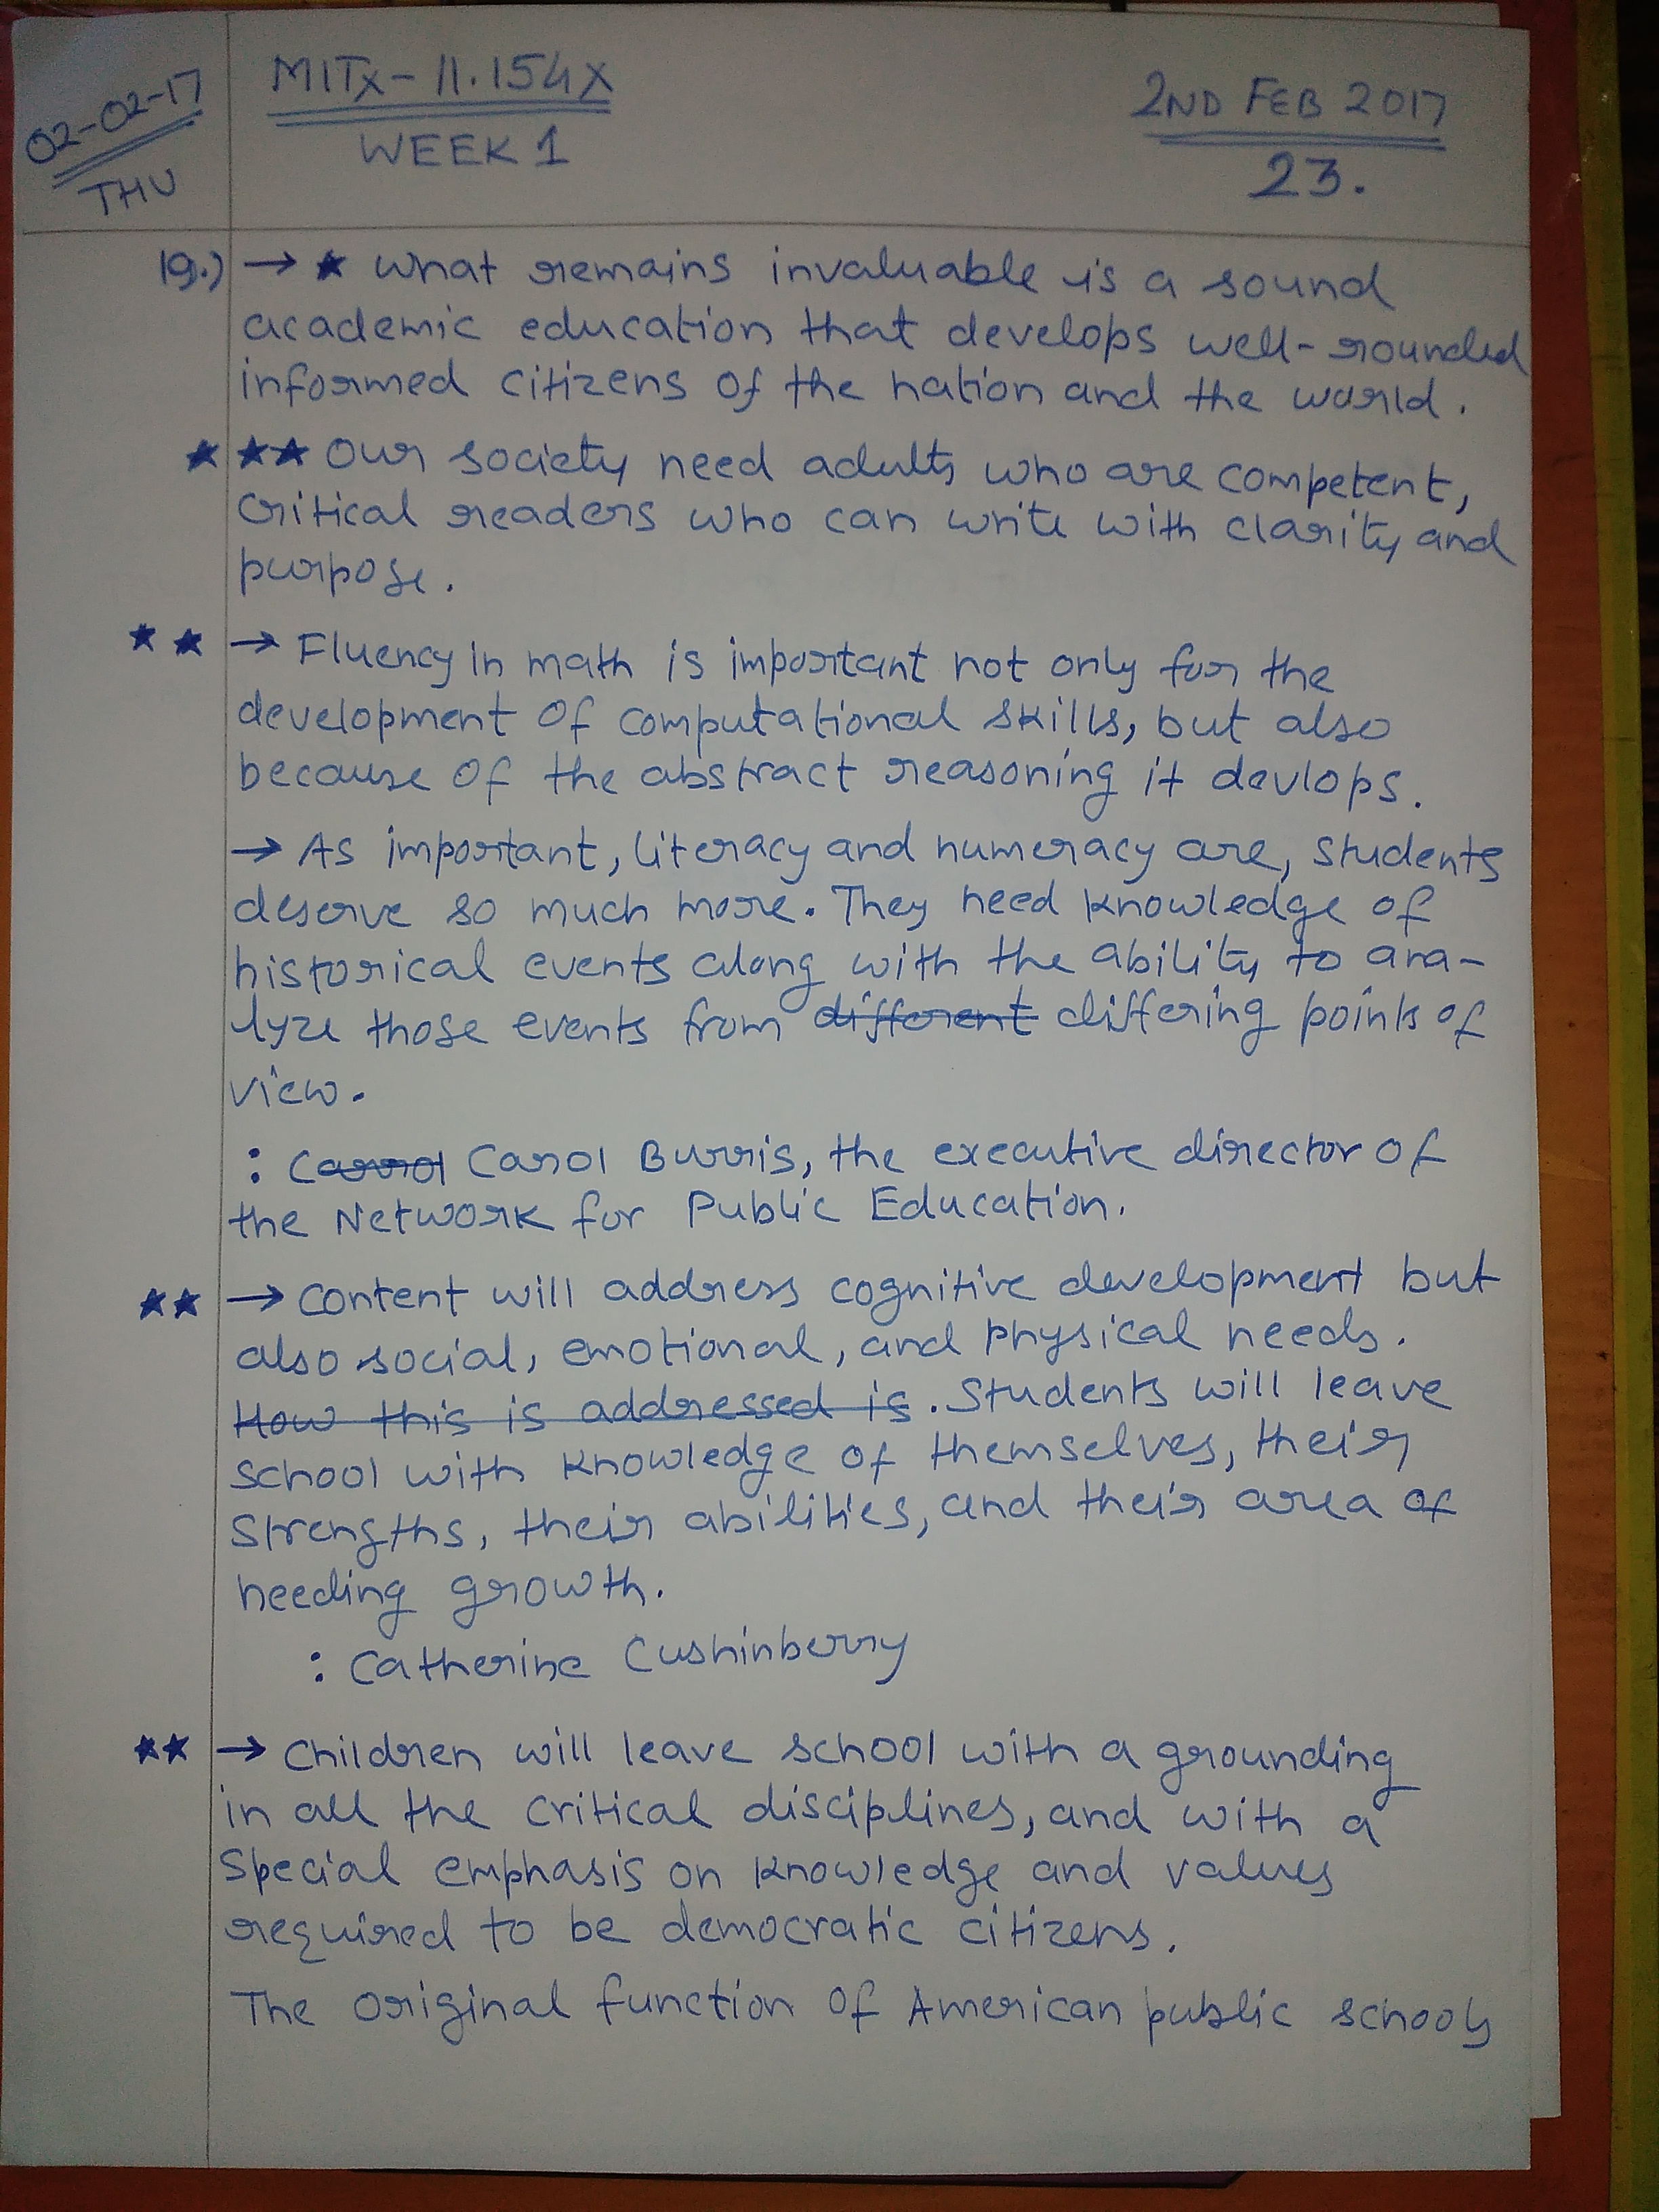 02-02-17
THU
MITx - 11.154x
WEEK 1
2ND FEB 2017
23.
19.) → ★ What remains invaluable is a sound
academic education that develops well-rounded
informed citizens of the nation and the world.
★ ★★ Our society need adults who are competent,
critical readers who can write with clarity and
purpose.
★ ★ → Fluency in math is important not only for the
development of computational skills, but also
because of the abstract reasoning it devlops.
→ As important, literacy and numeracy are, students
deserve so much more. They need knowledge of
historical events along with the ability to ana-
lyze those events from different differing points of
view.
: Carrol Carol Burris, the executive director of
the Network for Public Education.
★★ → Content will address cognitive development but
also social, emotional, and physical needs.
How this is addressed is. Students will leave
school with knowledge of themselves, their
strengths, their abilities, and their area of
needing growth.
: Catherine Cushinberry
★★ → Children will leave school with a grounding
in all the critical disciplines, and with a
special emphasis on knowledge and values
required to be democratic citizens.
The original function of American public schools